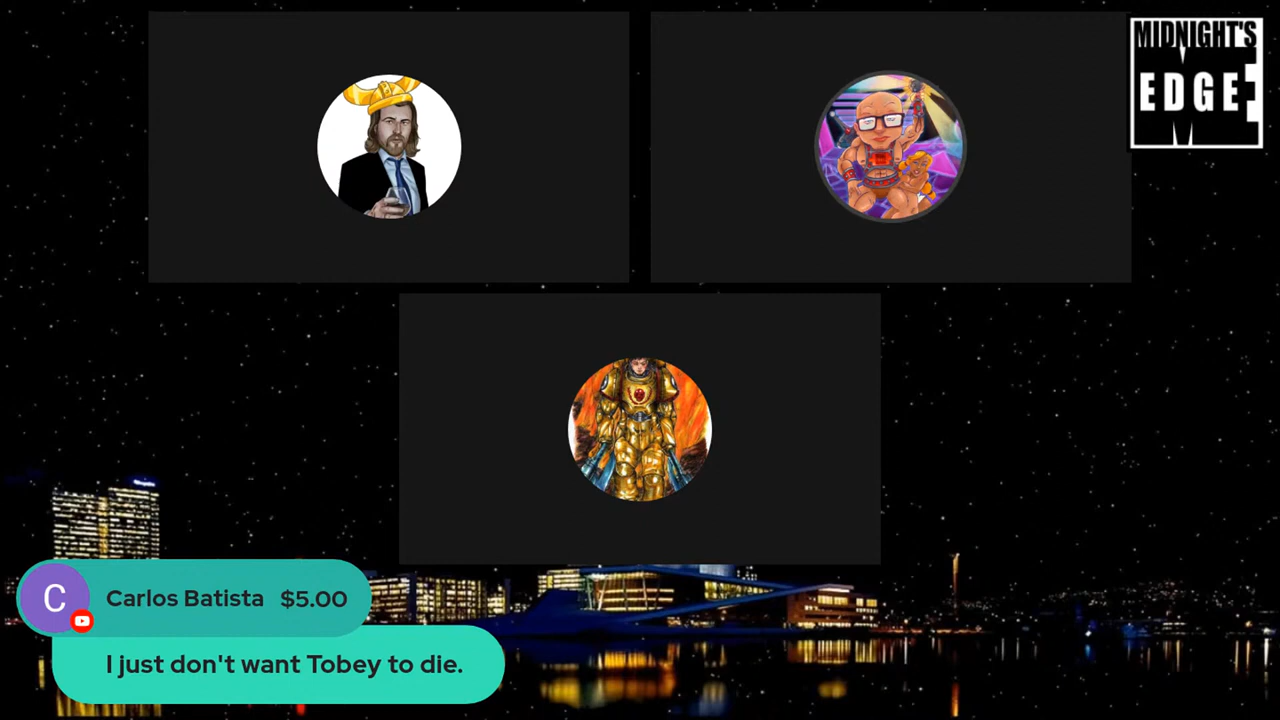 MIDNIGHT'S
EDGE
C
Carlos Batista $5.00
I just don't want Tobey to die.